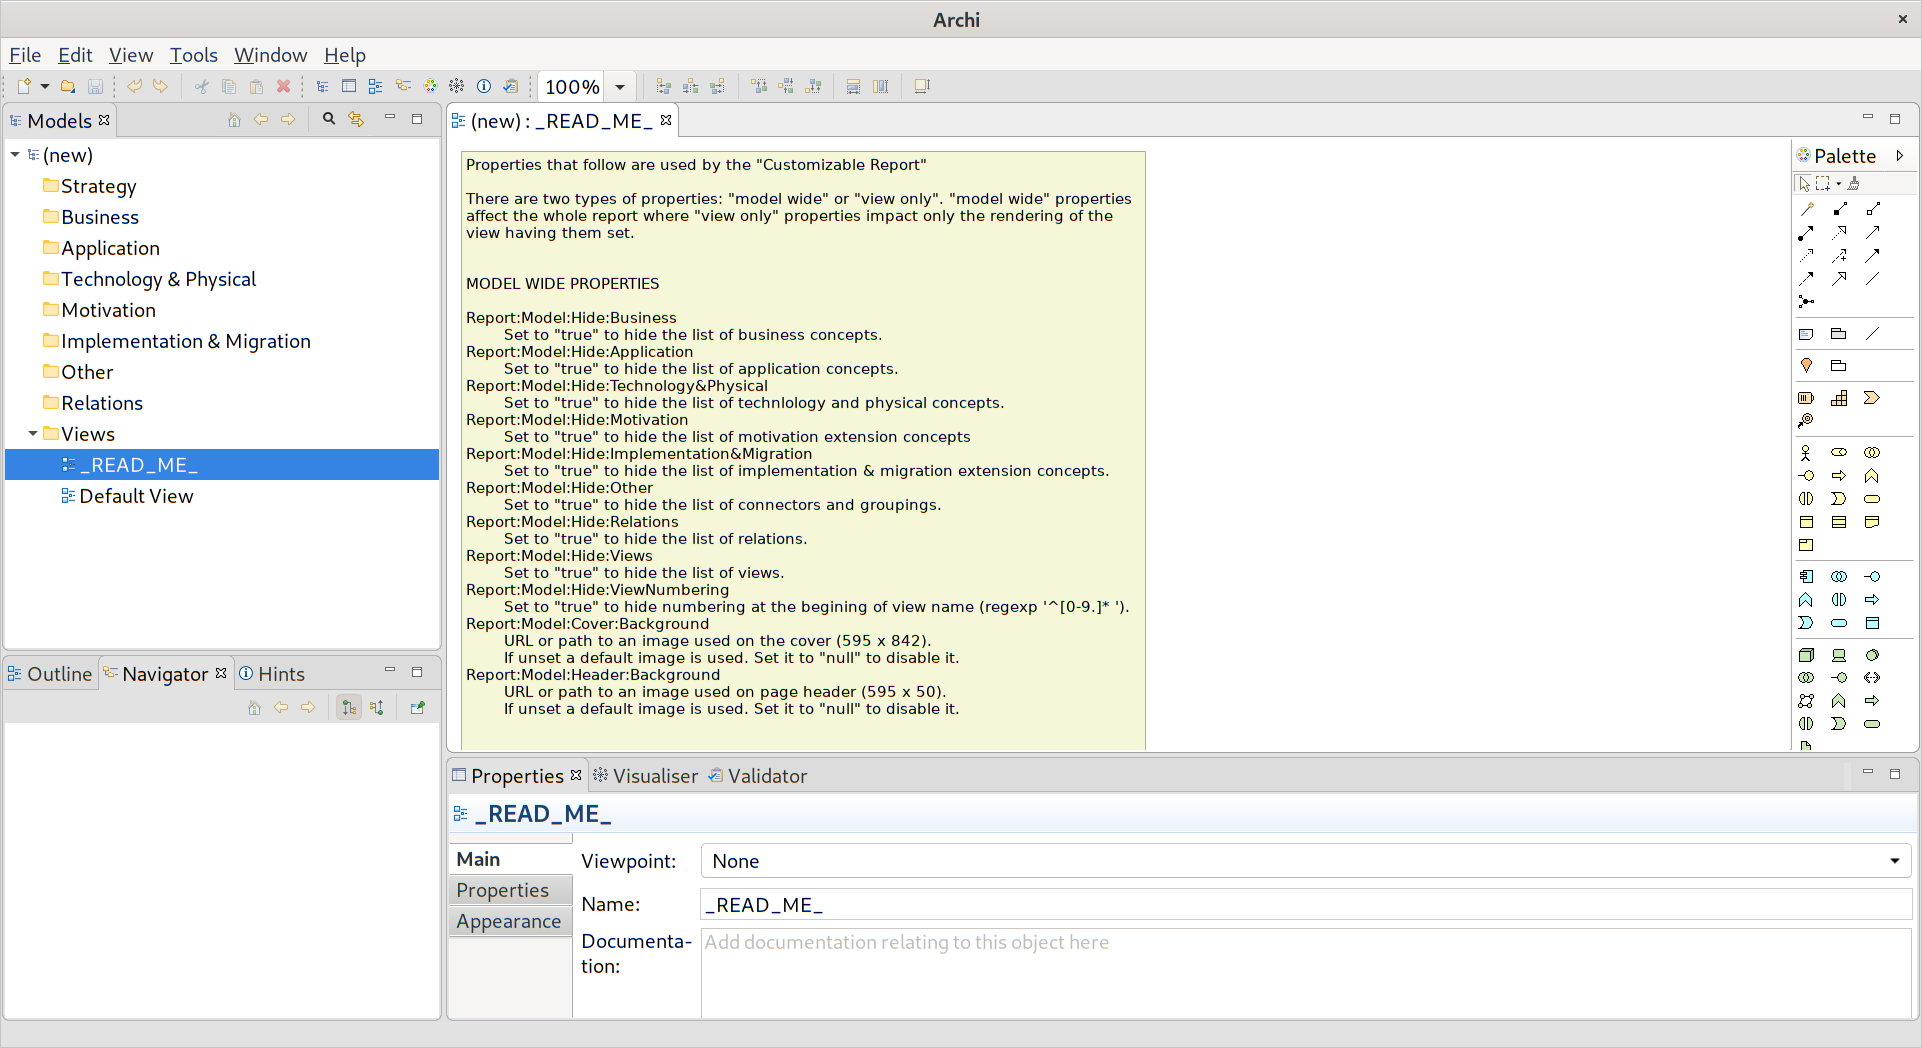 Archi
File Edit View Tools Window Help
100%
Models
(new)
Strategy
Business
Application
Technology & Physical
Motivation
Implementation & Migration
Other
Relations
Views
_READ_ME_
Default View
Outline Navigator Hints
(new) : _READ_ME_
Properties that follow are used by the "Customizable Report"
There are two types of properties: "model wide" or "view only". "model wide" properties
affect the whole report where "view only" properties impact only the rendering of the
view having them set.
MODEL WIDE PROPERTIES
Report:Model:Hide:Business
Set to "true" to hide the list of business concepts.
Report:Model:Hide:Application
Set to "true" to hide the list of application concepts.
Report:Model:Hide:Technology&Physical
Set to "true" to hide the list of technlology and physical concepts.
Report:Model:Hide:Motivation
Set to "true" to hide the list of motivation extension concepts
Report:Model:Hide:Implementation&Migration
Set to "true" to hide the list of implementation & migration extension concepts.
Report:Model:Hide:Other
Set to "true" to hide the list of connectors and groupings.
Report:Model:Hide:Relations
Set to "true" to hide the list of relations.
Report:Model:Hide:Views
Set to "true" to hide the list of views.
Report:Model:Hide:ViewNumbering
Set to "true" to hide numbering at the begining of view name (regexp '^[0-9.]* ').
Report:Model:Cover:Background
URL or path to an image used on the cover (595 x 842).
If unset a default image is used. Set it to "null" to disable it.
Report:Model:Header:Background
URL or path to an image used on page header (595 x 50).
If unset a default image is used. Set it to "null" to disable it.
Palette
Properties Visualiser Validator
_READ_ME_
Main
Properties
Appearance
Viewpoint: None
Name: _READ_ME_
Documenta-
tion:
Add documentation relating to this object here